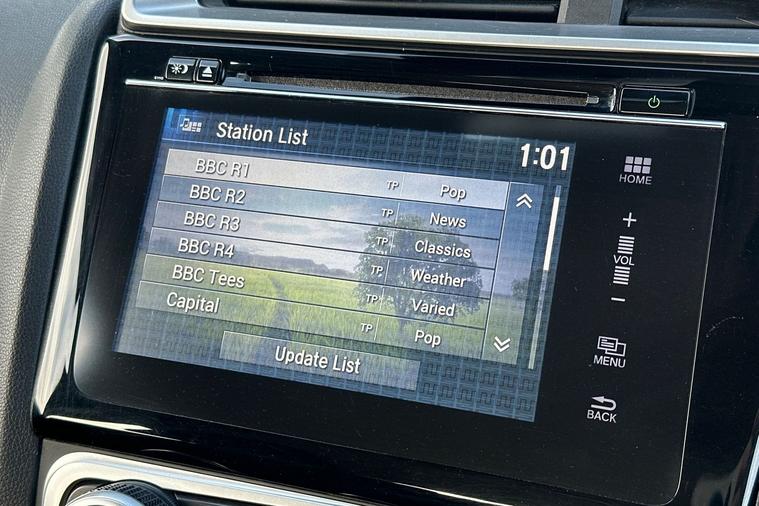 Station List
1:01
BBC R1 TP Pop
BBC R2 TP News
BBC R3 TP Classics
BBC R4 TP Weather
BBC Tees TP Varied
Capital TP Pop
Update List
HOME
+
VOL
−
MENU
BACK